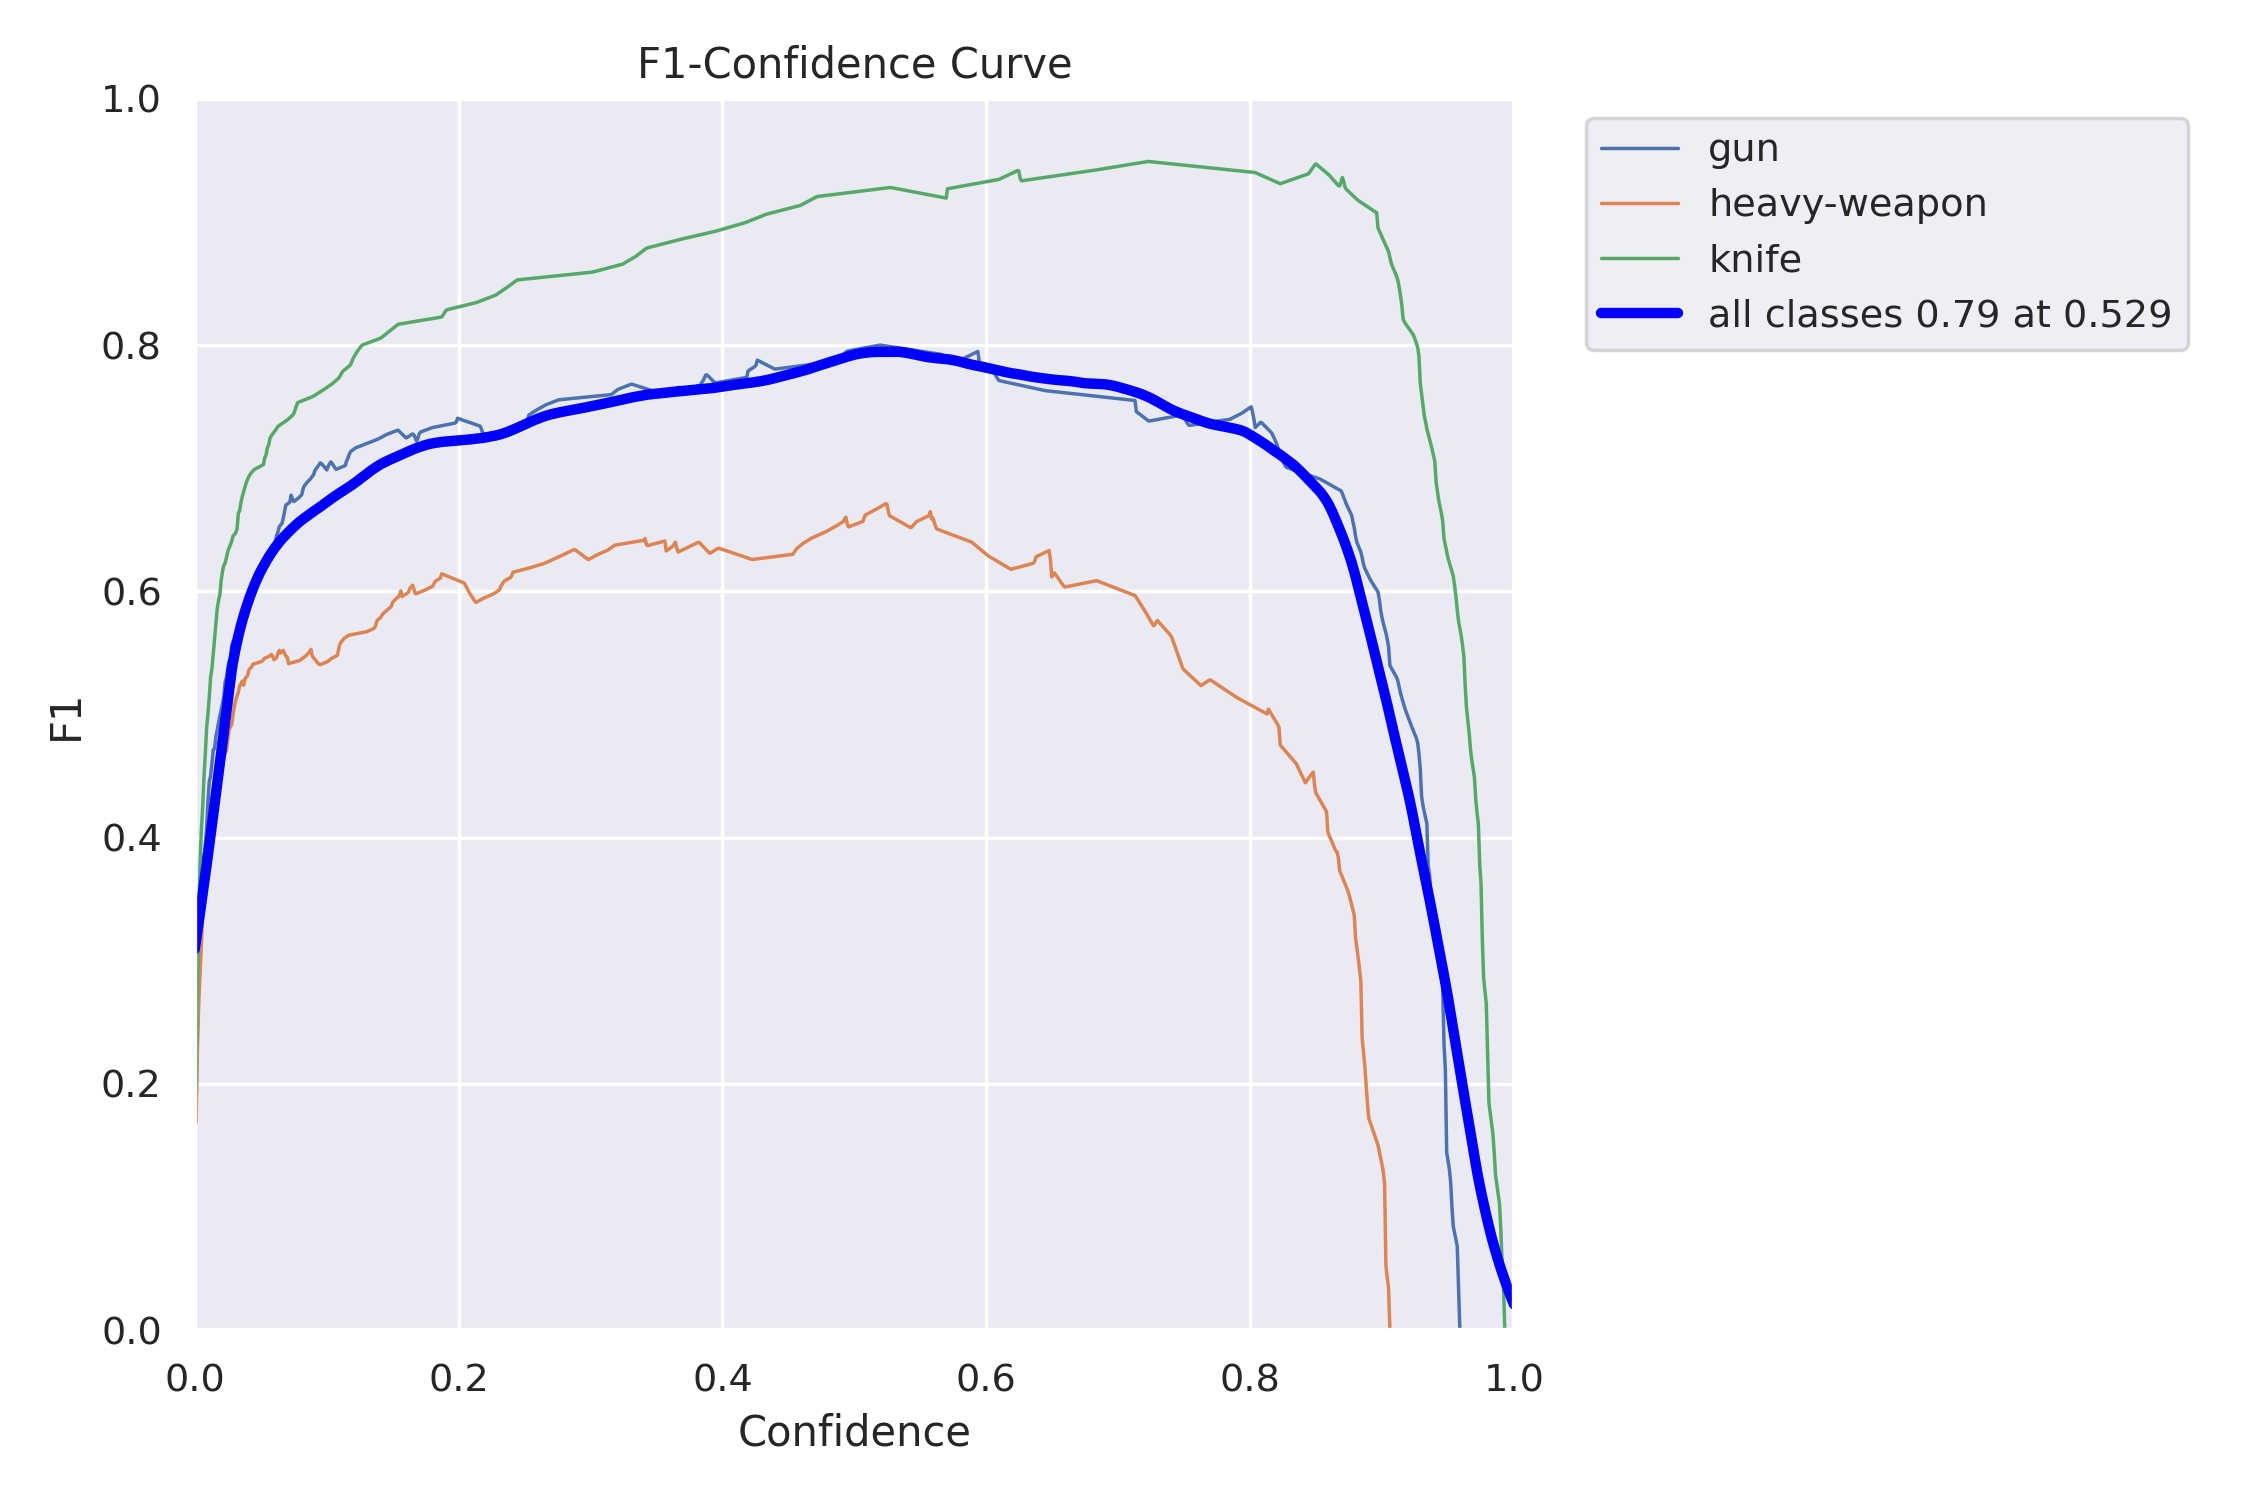 F1-Confidence Curve
1.0
0.8
0.6
0.4
0.2
0.0
F1
0.0 0.2 0.4 0.6 0.8 1.0
Confidence
gun
heavy-weapon
knife
all classes 0.79 at 0.529